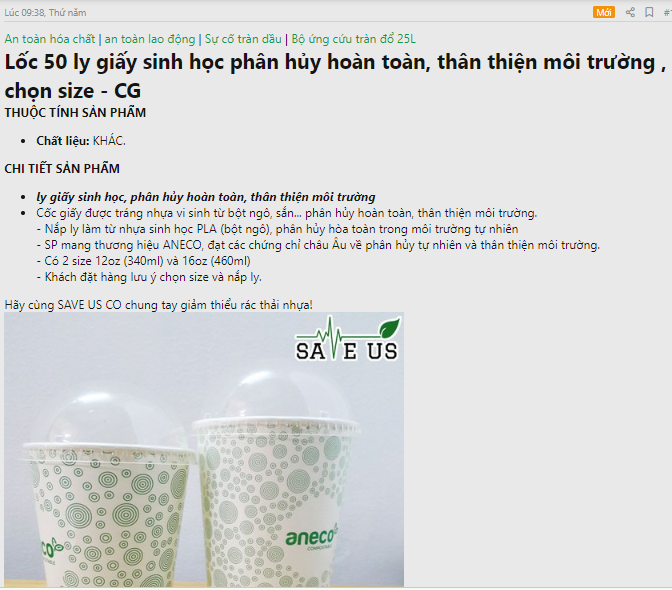 Lúc 09:38, Thứ năm
Mới
An toàn hóa chất | an toàn lao động | Sự cố tràn dầu | Bộ ứng cứu tràn đổ 25L
Lốc 50 ly giấy sinh học phân hủy hoàn toàn, thân thiện môi trường ,
chọn size - CG
THUỘC TÍNH SẢN PHẨM
• Chất liệu: KHÁC.
CHI TIẾT SẢN PHẨM
• ly giấy sinh học, phân hủy hoàn toàn, thân thiện môi trường
• Cốc giấy được tráng nhựa vi sinh từ bột ngô, sắn... phân hủy hoàn toàn, thân thiện môi trường.
- Nắp ly làm từ nhựa sinh học PLA (bột ngô), phân hủy hòa toàn trong môi trường tự nhiên
- SP mang thương hiệu ANECO, đạt các chứng chỉ châu Âu về phân hủy tự nhiên và thân thiện môi trường.
- Có 2 size 12oz (340ml) và 16oz (460ml)
- Khách đặt hàng lưu ý chọn size và nắp ly.
Hãy cùng SAVE US CO chung tay giảm thiểu rác thải nhựa!
SAVE US
aneco